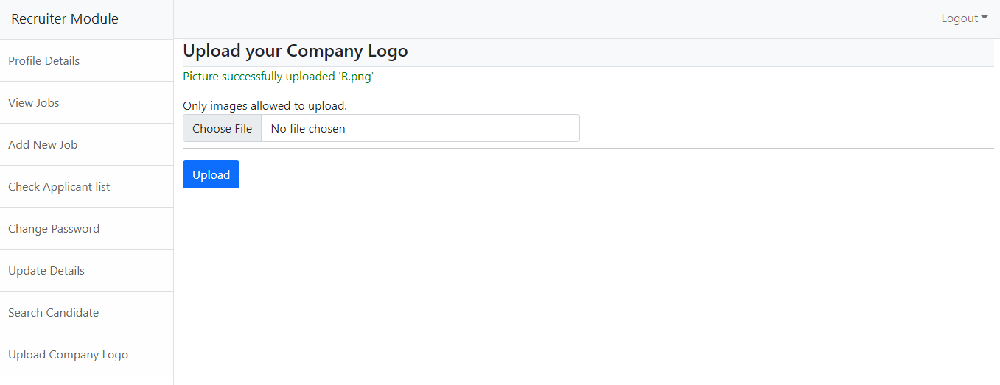 Recruiter Module
Logout
Profile Details
View Jobs
Add New Job
Check Applicant list
Change Password
Update Details
Search Candidate
Upload Company Logo
Upload your Company Logo
Picture successfully uploaded 'R.png'
Only images allowed to upload.
Choose File No file chosen
Upload